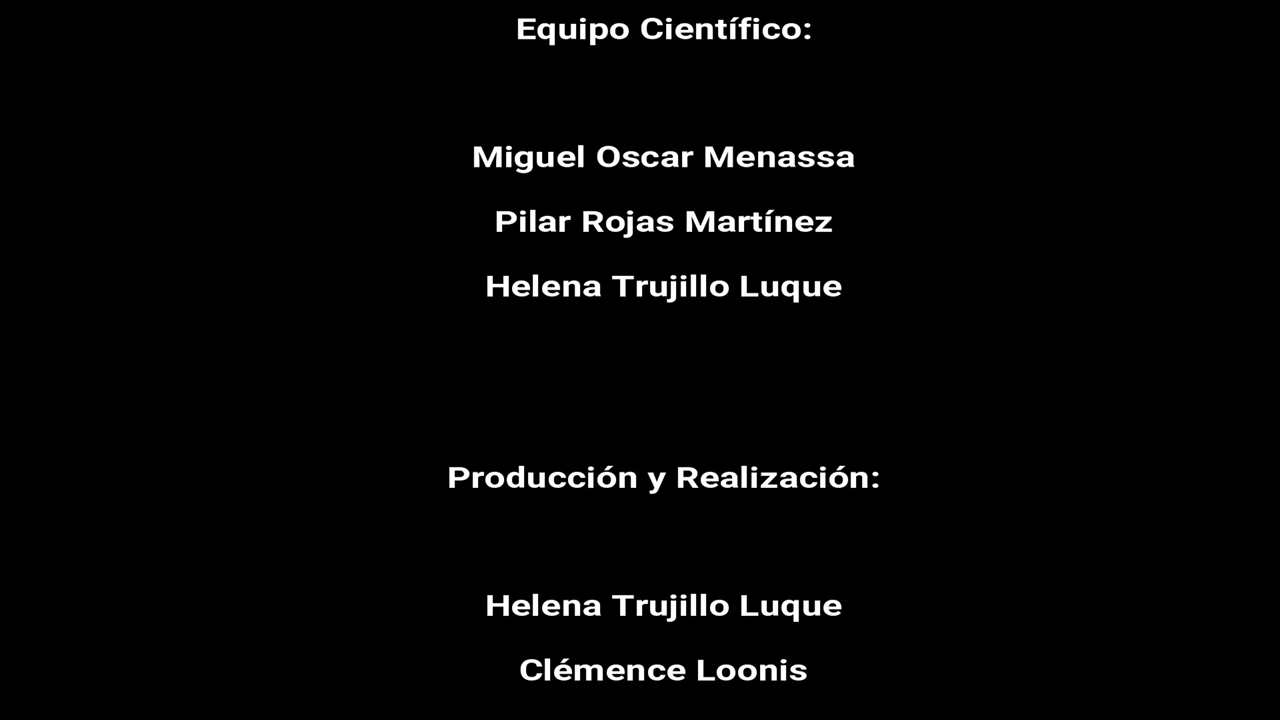 Equipo Científico:
Miguel Oscar Menassa
Pilar Rojas Martínez
Helena Trujillo Luque
Producción y Realización:
Helena Trujillo Luque
Clémence Loonis